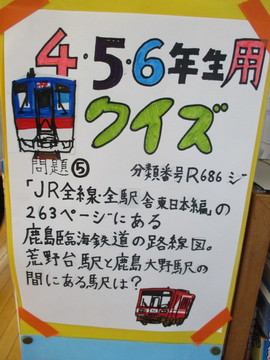 4・5・6年生用
クイズ
問題⑤
分類番号R686ジ
「JR全線・全駅舎東日本編」の
263ページにある
鹿島臨海鉄道の路線図。
荒野台駅と鹿島大野駅の
間にある駅は？